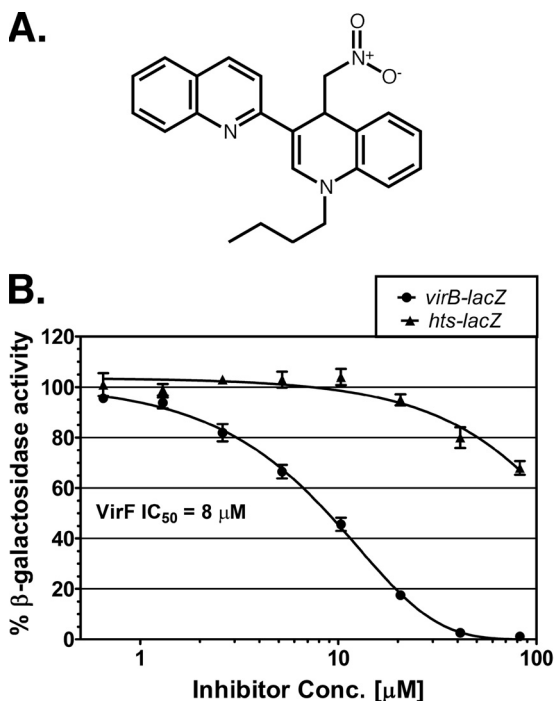 A.
O
N+
O-
N
N
B.
virB-lacZ
hts-lacZ
120
100
80
60
40
20
0
% β-galactosidase activity
VirF IC50 = 8 μM
1 10 100
Inhibitor Conc. [μM]